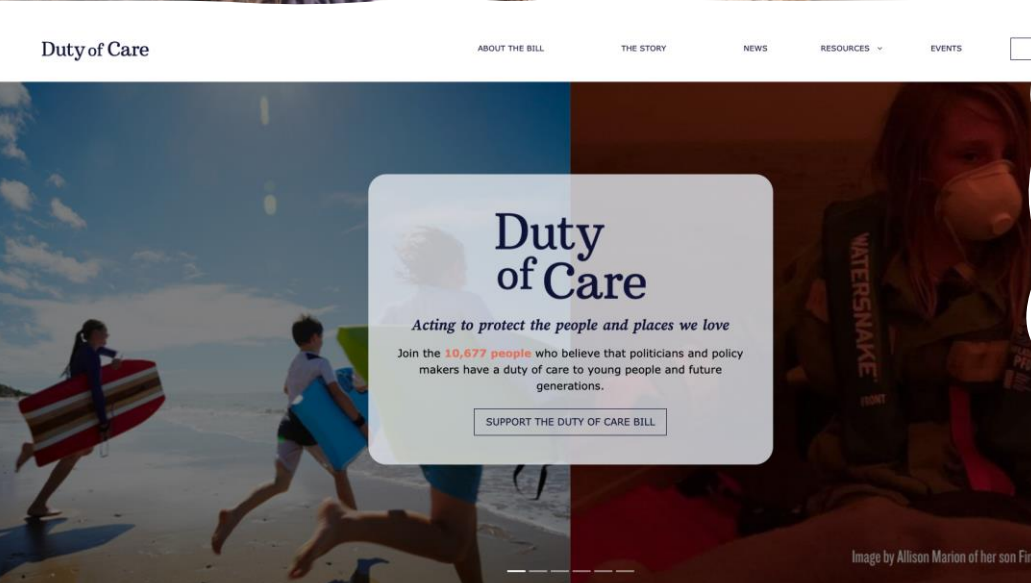 Duty of Care
ABOUT THE BILL
THE STORY
NEWS
RESOURCES
EVENTS
Duty
of Care
Acting to protect the people and places we love
Join the 10,677 people who believe that politicians and policy
makers have a duty of care to young people and future
generations.
SUPPORT THE DUTY OF CARE BILL
WATERSNAKE
FRONT
Image by Allison Marion of her son Fin